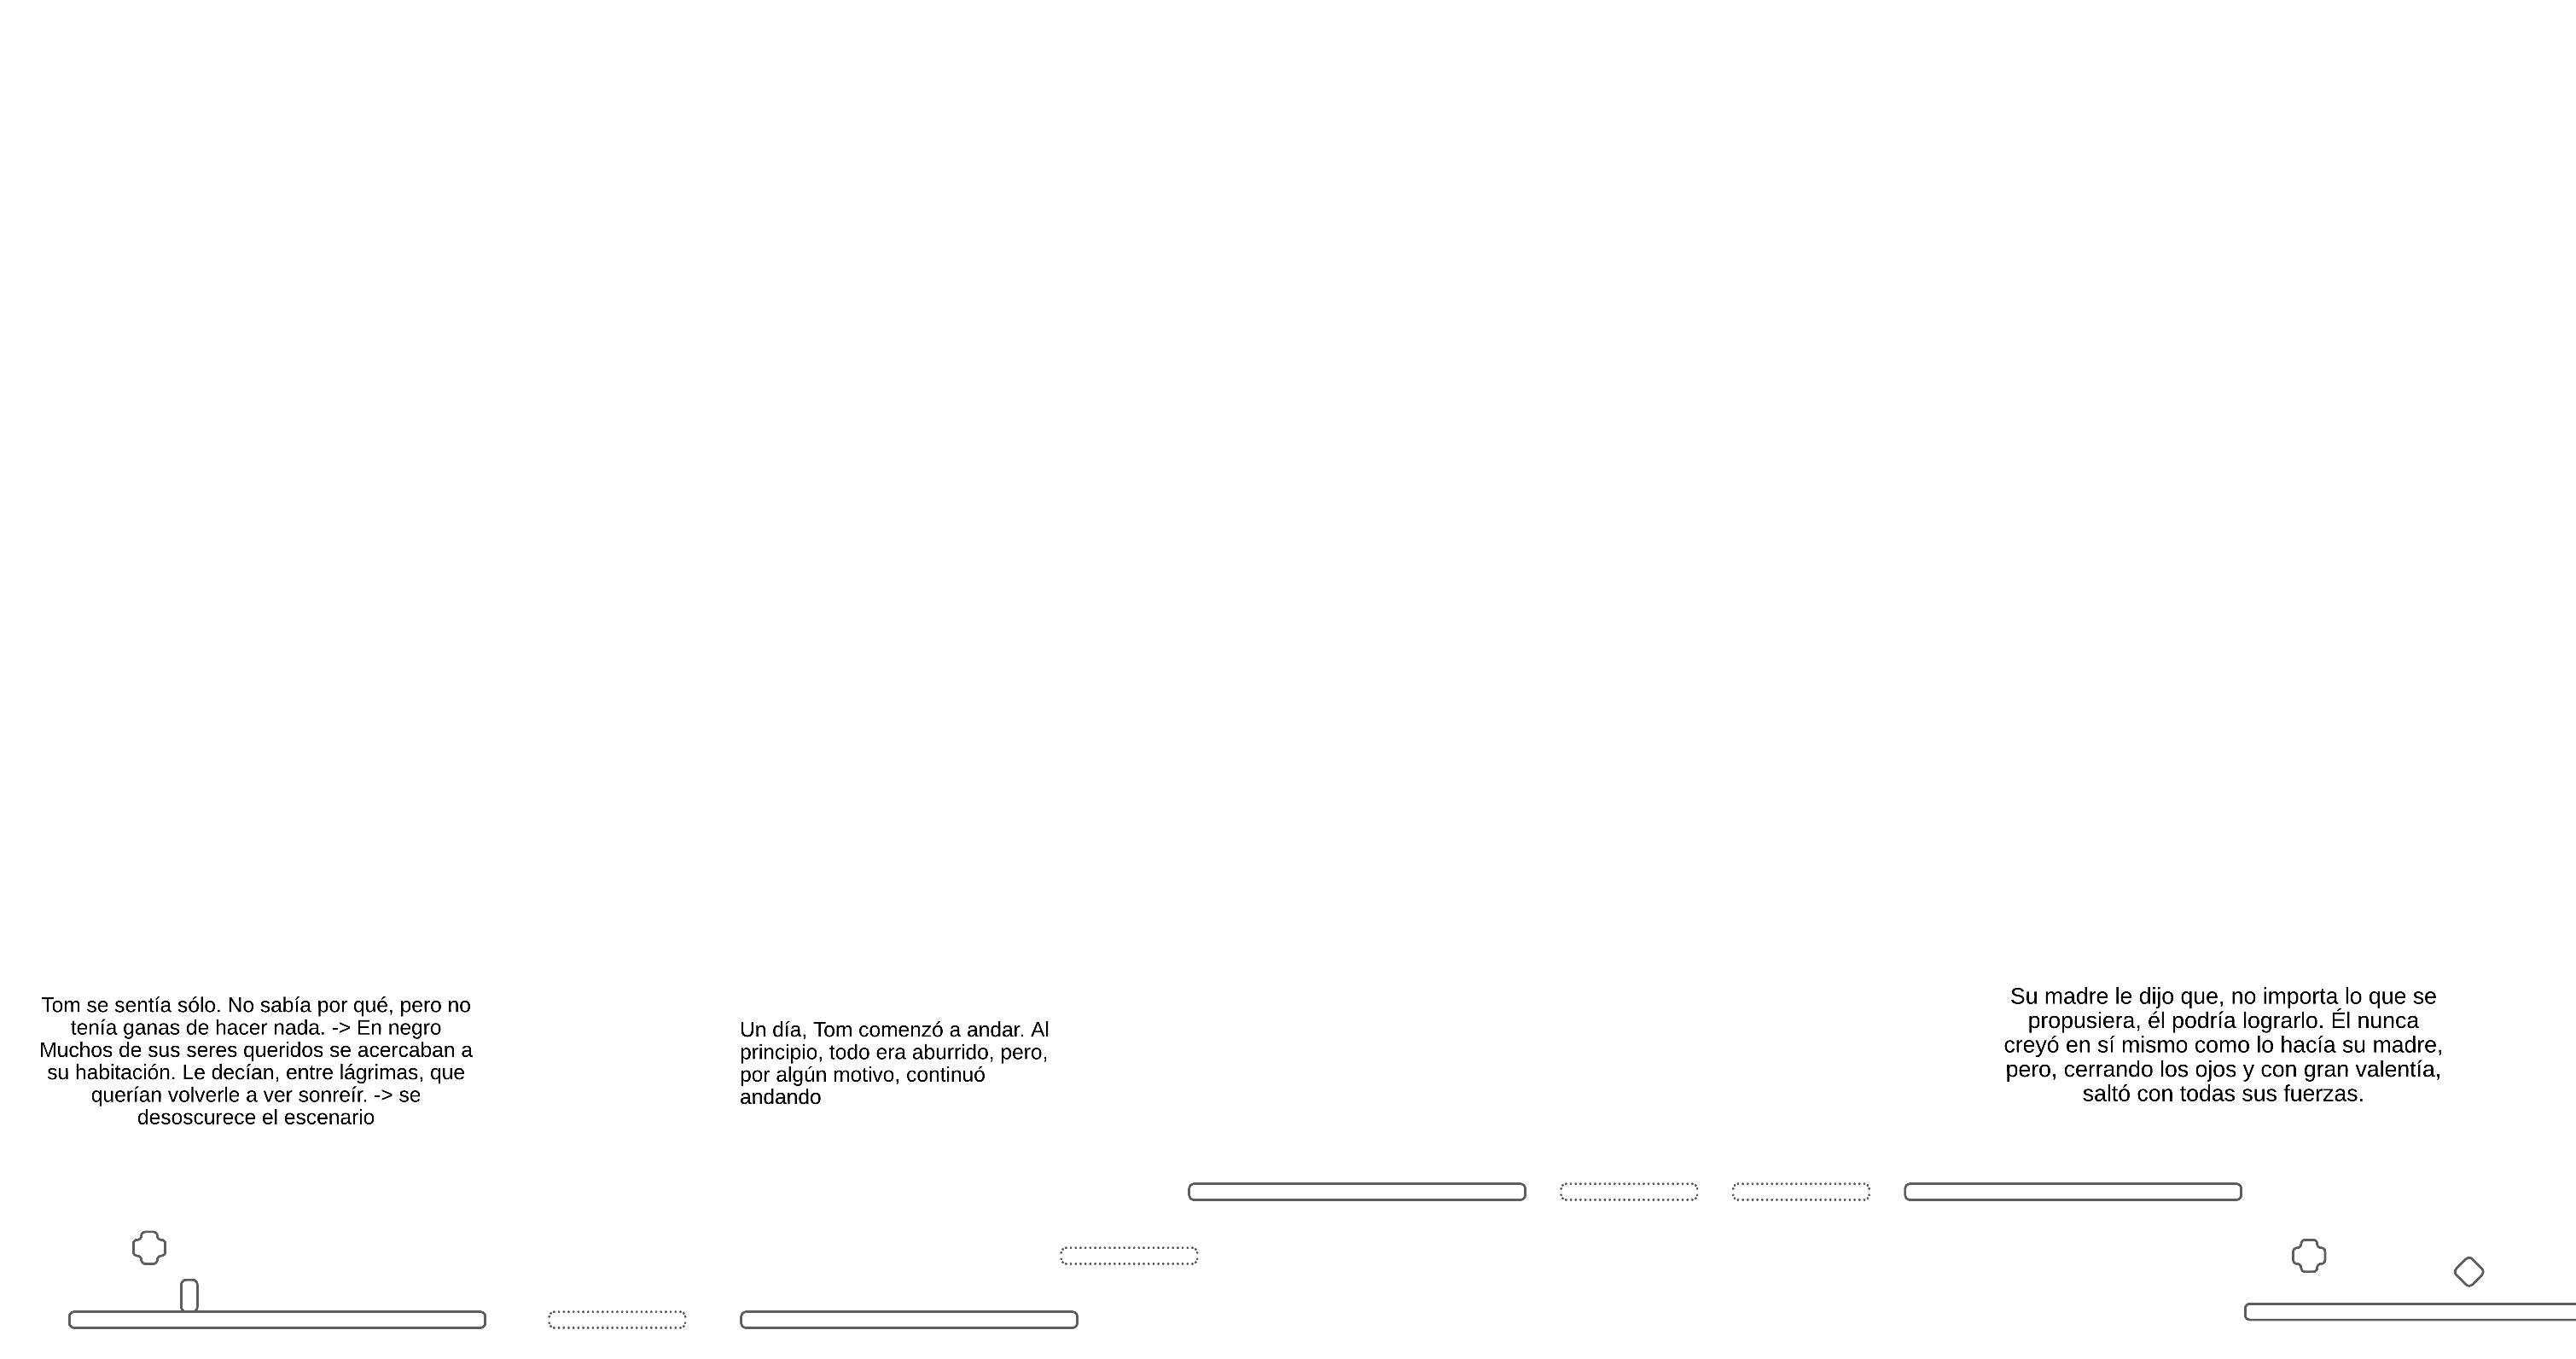 Tom se sentía sólo. No sabía por qué, pero no
tenía ganas de hacer nada. -> En negro
Muchos de sus seres queridos se acercaban a
su habitación. Le decían, entre lágrimas, que
querían volverle a ver sonreír. -> se
desoscurece el escenario
Un día, Tom comenzó a andar. Al
principio, todo era aburrido, pero,
por algún motivo, continuó
andando
Su madre le dijo que, no importa lo que se
propusiera, él podría lograrlo. Él nunca
creyó en sí mismo como lo hacía su madre,
pero, cerrando los ojos y con gran valentía,
saltó con todas sus fuerzas.